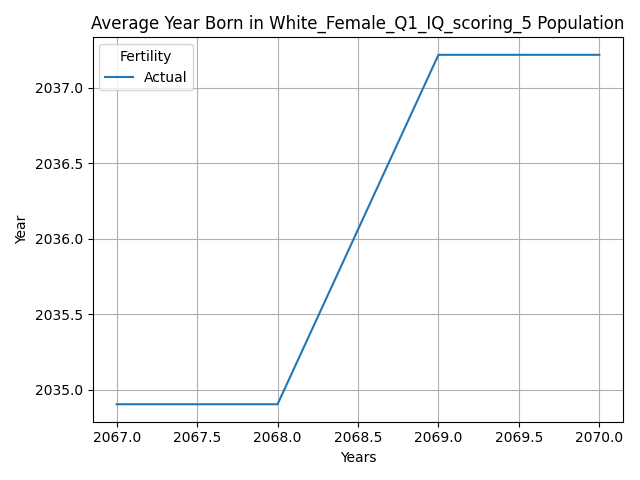 Average Year Born in White_Female_Q1_IQ_scoring_5 Population
Fertility
Actual
2037.0
2036.5
2036.0
2035.5
2035.0
Year
2067.0 2067.5 2068.0 2068.5 2069.0 2069.5 2070.0
Years